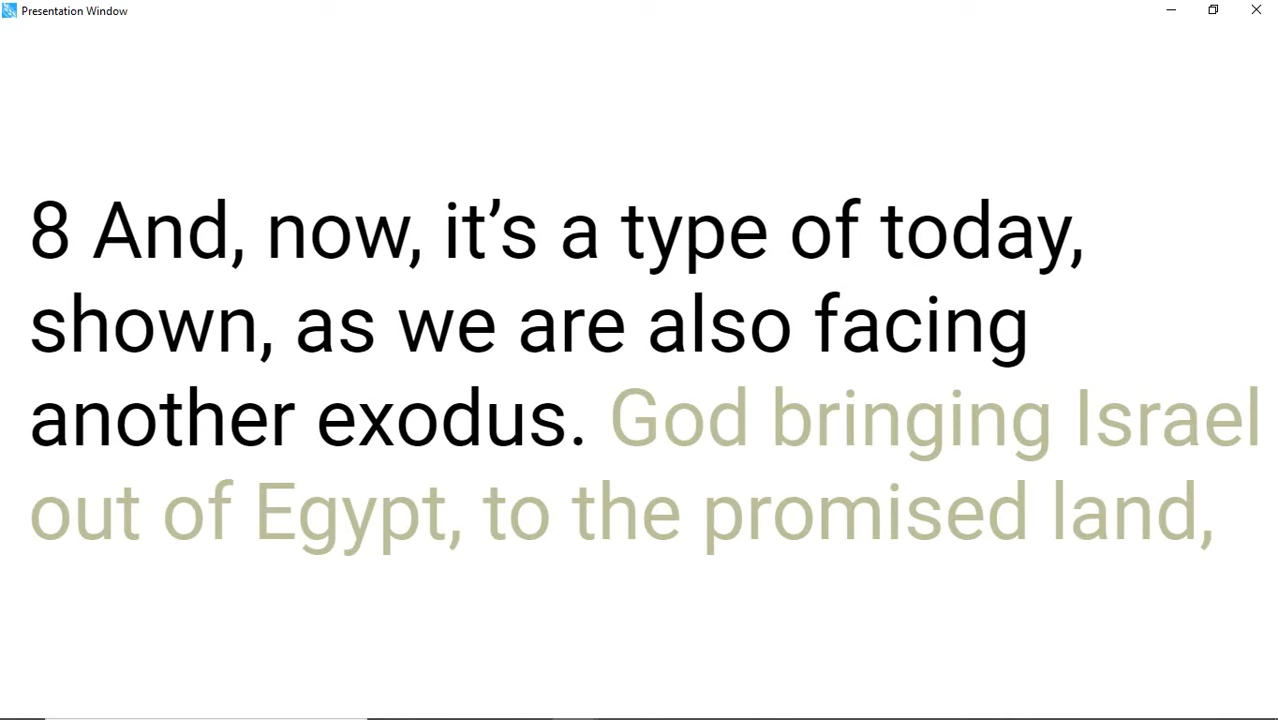 Presentation Window
8 And, now, it’s a type of today,
shown, as we are also facing
another exodus. God bringing Israel
out of Egypt, to the promised land,